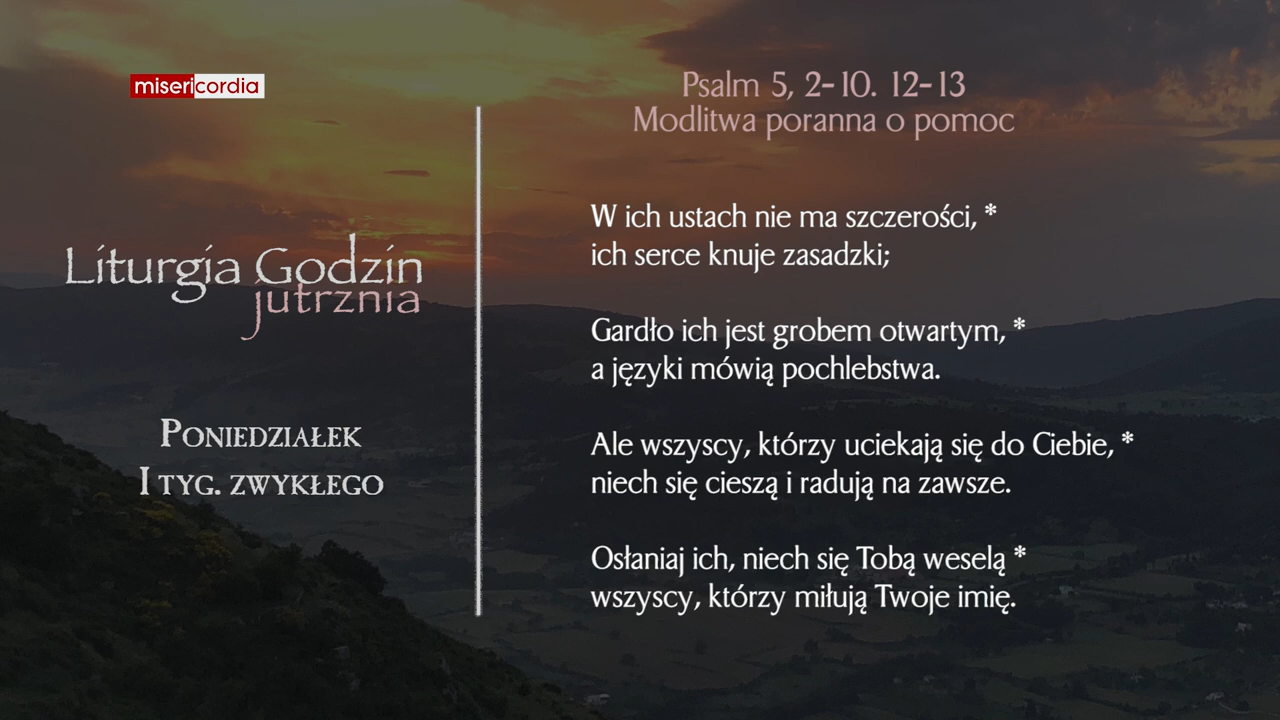 misericordia
Liturgia Godzin
jutrznia
Poniedziałek
I tyg. zwykłego
Psalm 5, 2-10. 12-13
Modlitwa poranna o pomoc
W ich ustach nie ma szczerości, *
ich serce knuje zasadzki;
Gardło ich jest grobem otwartym, *
a języki mówią pochlebstwa.
Ale wszyscy, którzy uciekają się do Ciebie, *
niech się cieszą i radują na zawsze.
Osłaniaj ich, niech się Tobą weselą *
wszyscy, którzy miłują Twoje imię.